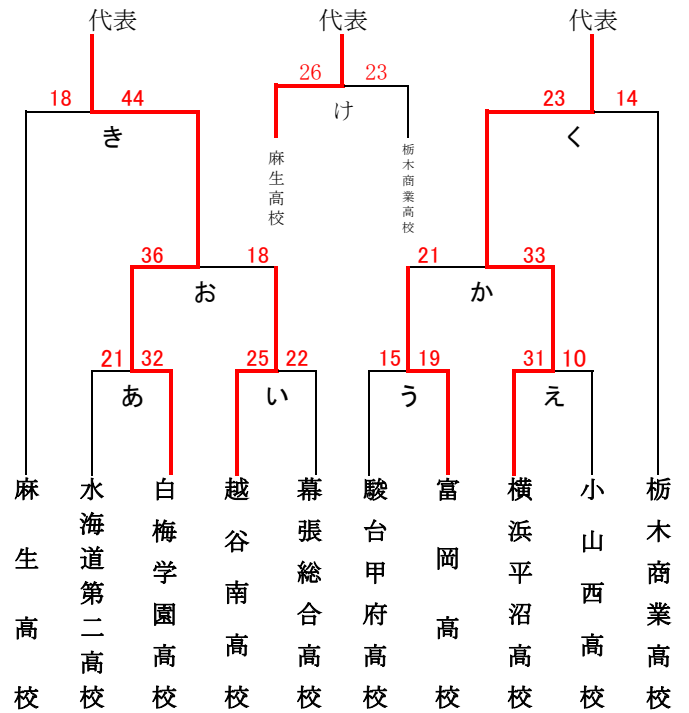 代表 代表 代表
26 23
18 44 23 14
き け く
麻生高校
栃木商業高校
36 18 21 33
お か
21 32 25 22 15 19 31 10
あ い う え
麻生高校
水海道第二高校
白梅学園高校
越谷南高校
幕張総合高校
駿台甲府高校
富岡高校
横浜平沼高校
小山西高校
栃木商業高校